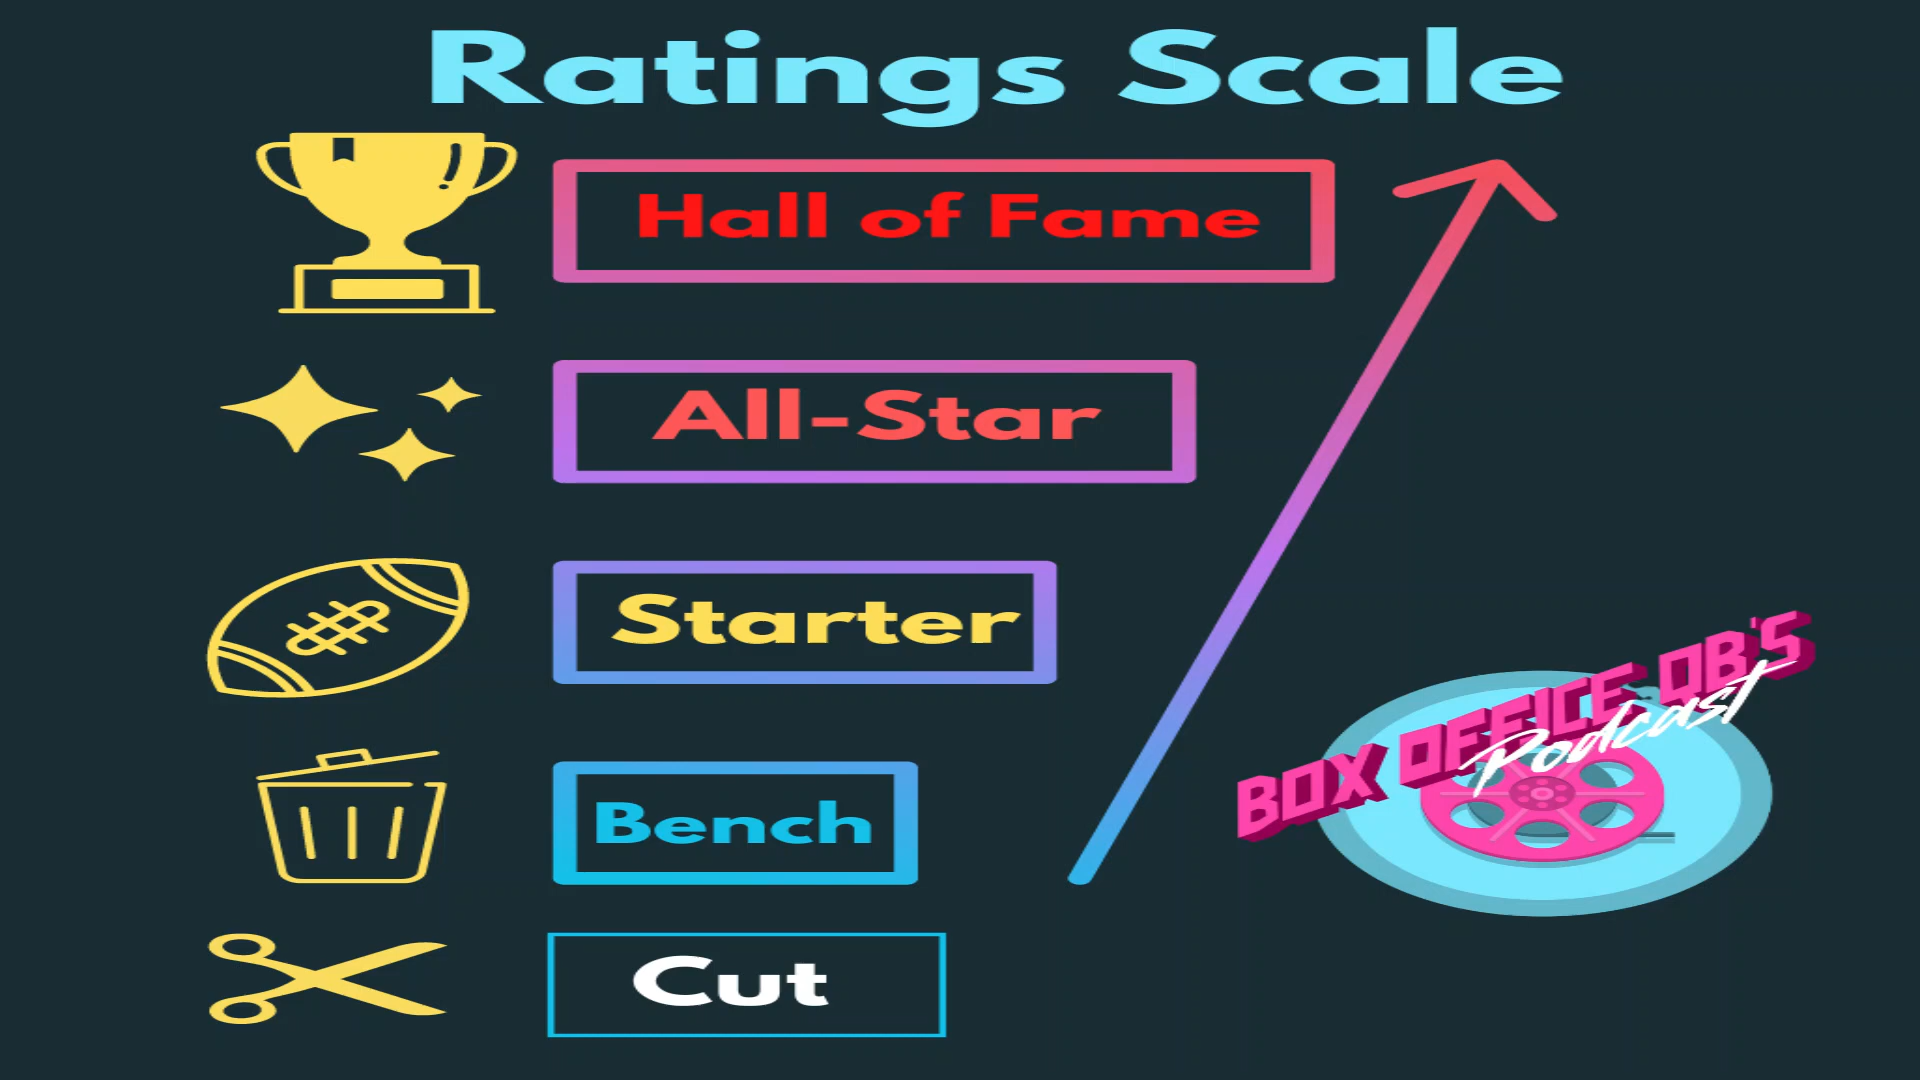 Ratings Scale
Hall of Fame
All-Star
Starter
Bench
Cut
BOX OFFICE QB'S
Podcast